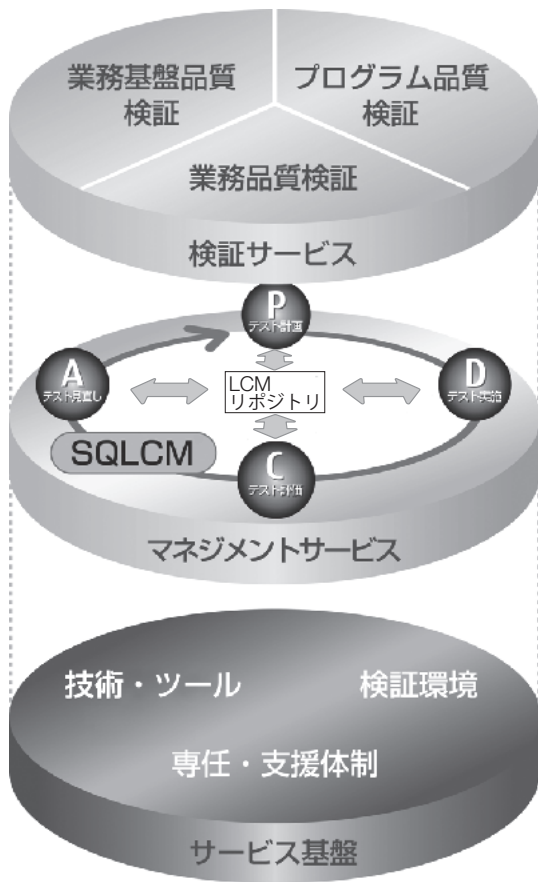 業務基盤品質
検証
プログラム品質
検証
業務品質検証
検証サービス
P
テスト計画
A
テスト見直し
LCM
リポジトリ
D
テスト実施
SQLCM
C
テスト評価
マネジメントサービス
技術・ツール
検証環境
専任・支援体制
サービス基盤